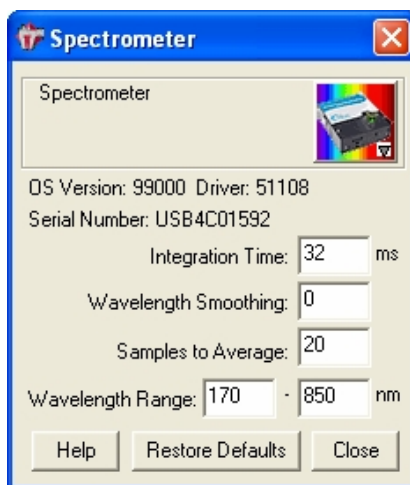 Spectrometer
Spectrometer
OS Version: 99000 Driver: 51108
Serial Number: USB4C01592
Integration Time: 32 ms
Wavelength Smoothing: 0
Samples to Average: 20
Wavelength Range: 170 - 850 nm
Help Restore Defaults Close